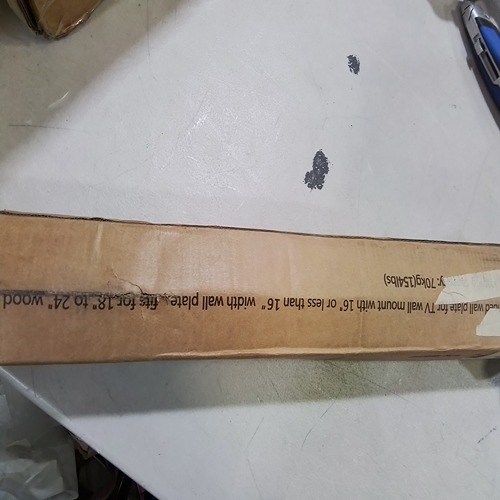 wall plate for TV wall mount with 16" or less than 16" width wall plate, fits for 18" to 24" wood
y: 70kg(154lbs)